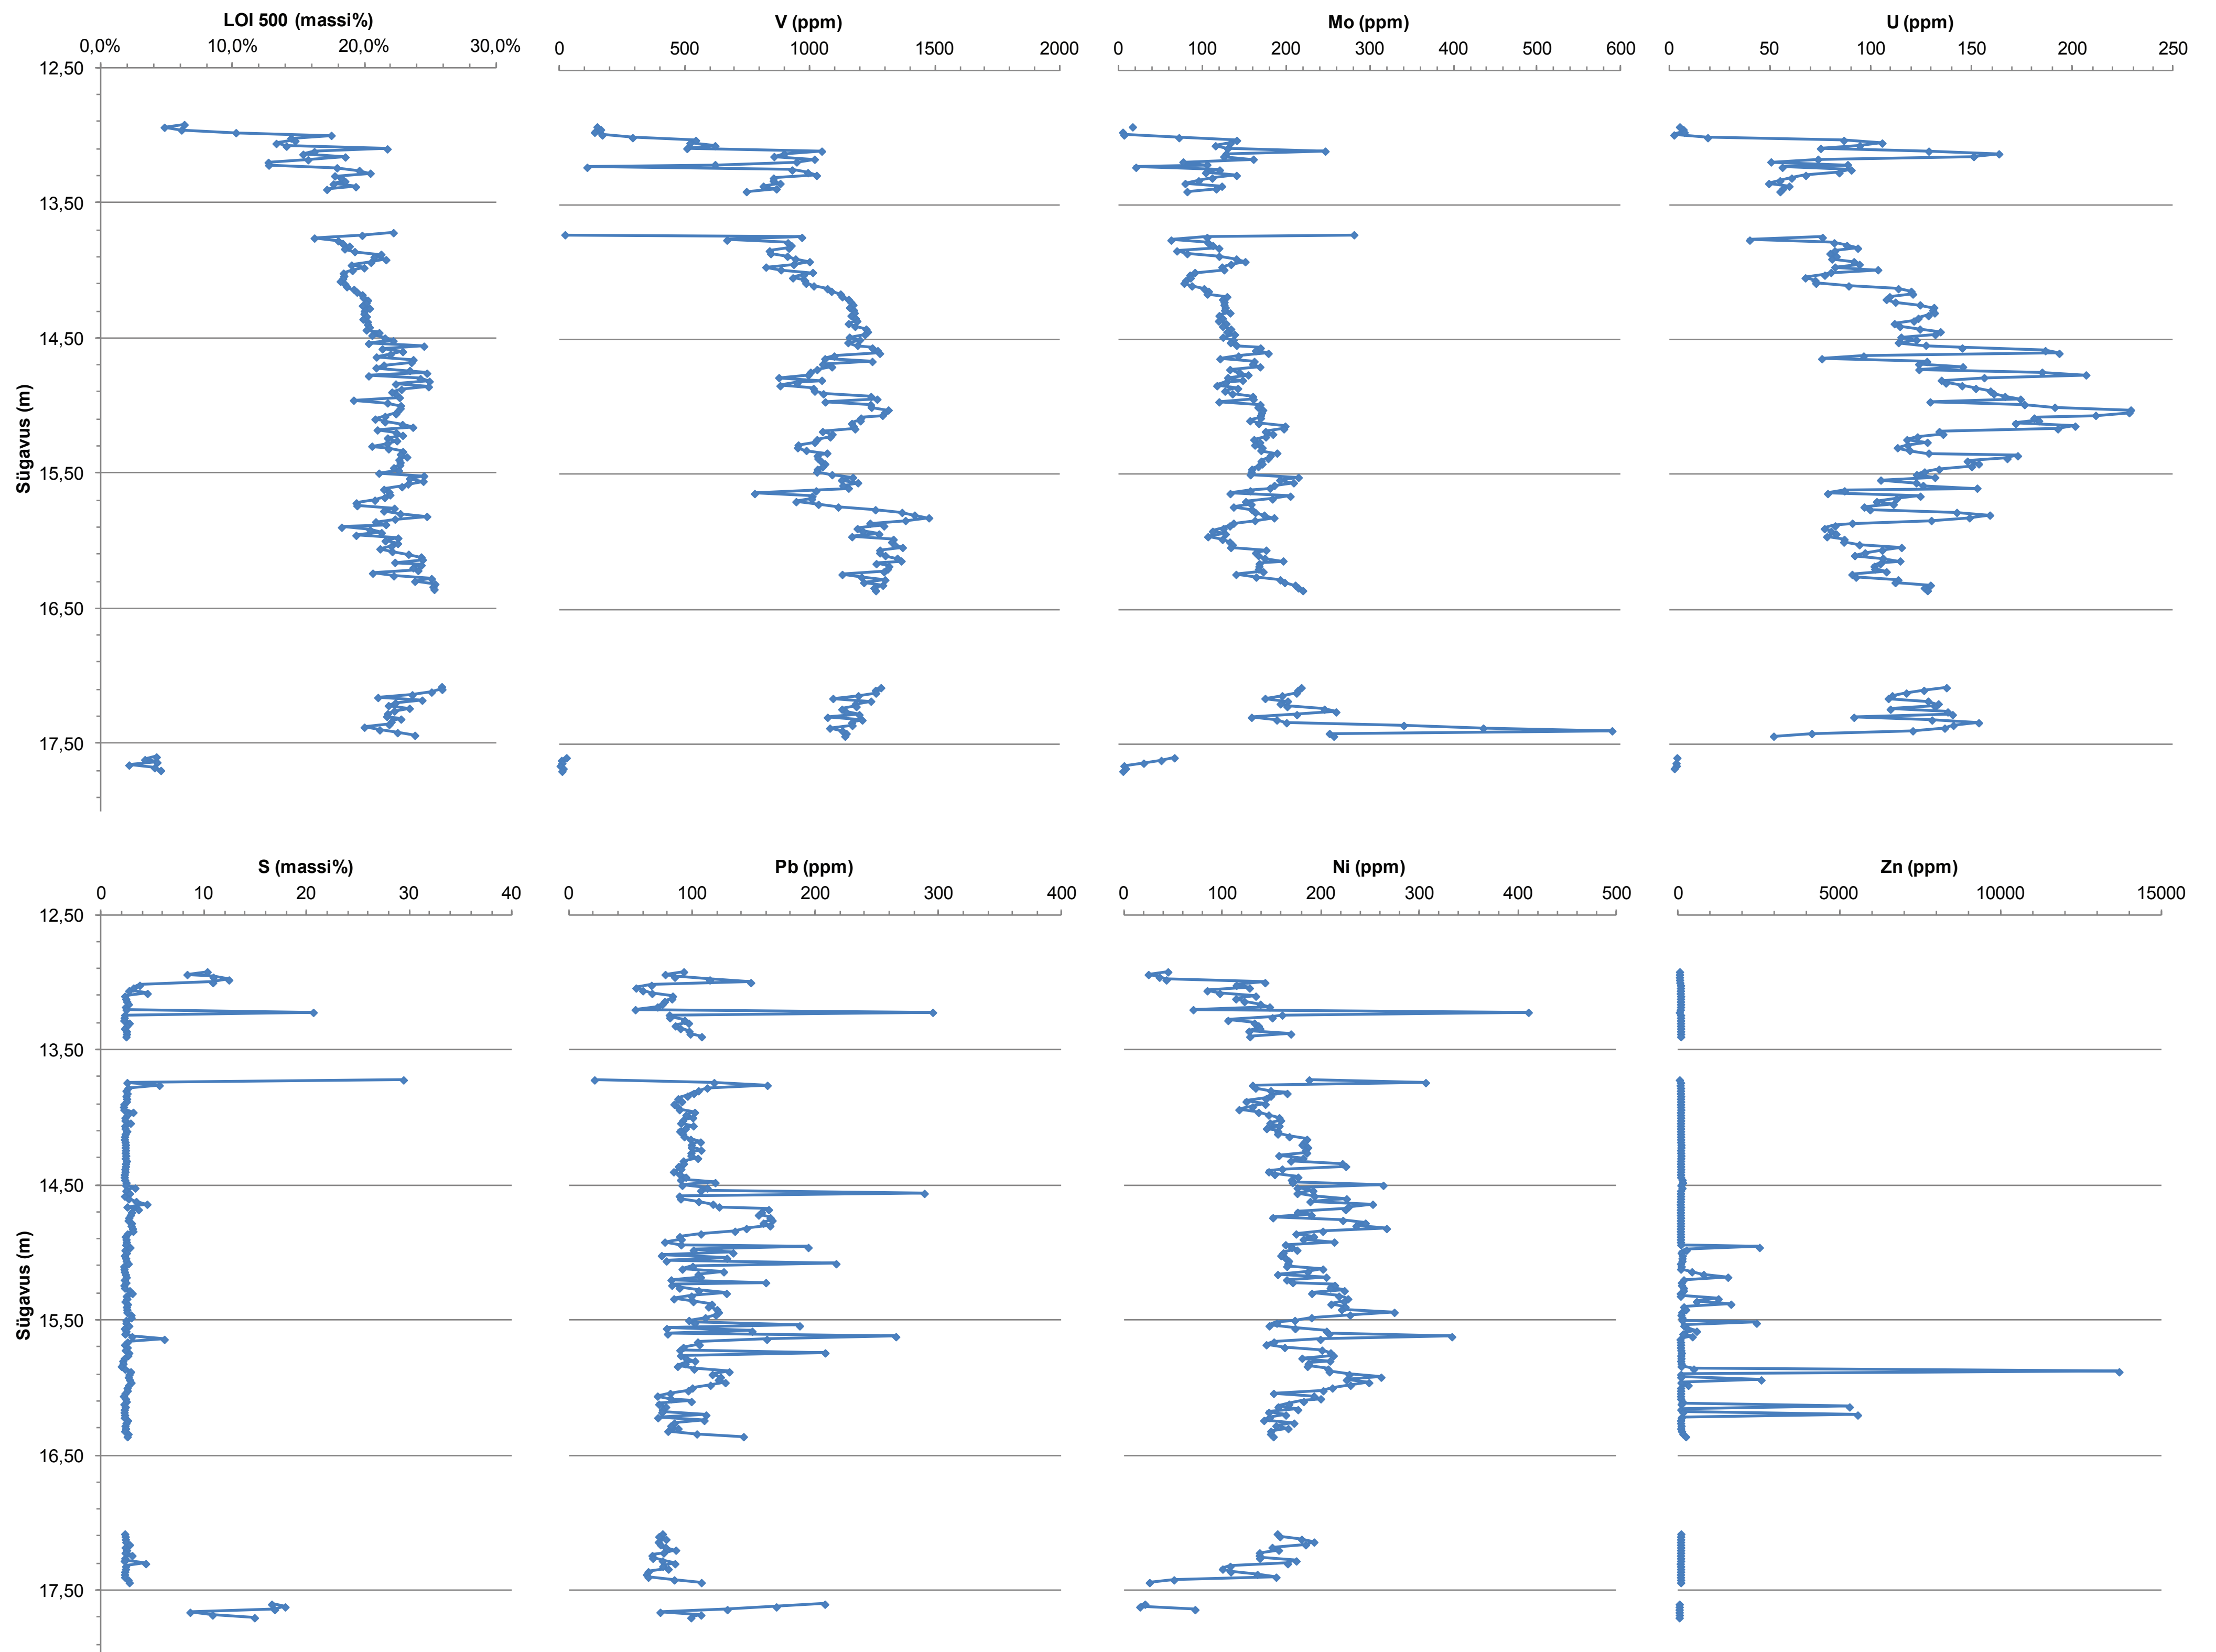 LOI 500 (massi%)
V (ppm)
Mo (ppm)
U (ppm)
0,0% 10,0% 20,0% 30,0%
0 500 1000 1500 2000
0 100 200 300 400 500 600
0 50 100 150 200 250
12,50
13,50
14,50
15,50
16,50
17,50
Sügavus (m)
S (massi%)
Pb (ppm)
Ni (ppm)
Zn (ppm)
0 10 20 30 40
0 100 200 300 400
0 100 200 300 400 500
0 5000 10000 15000
12,50
13,50
14,50
15,50
16,50
17,50
Sügavus (m)